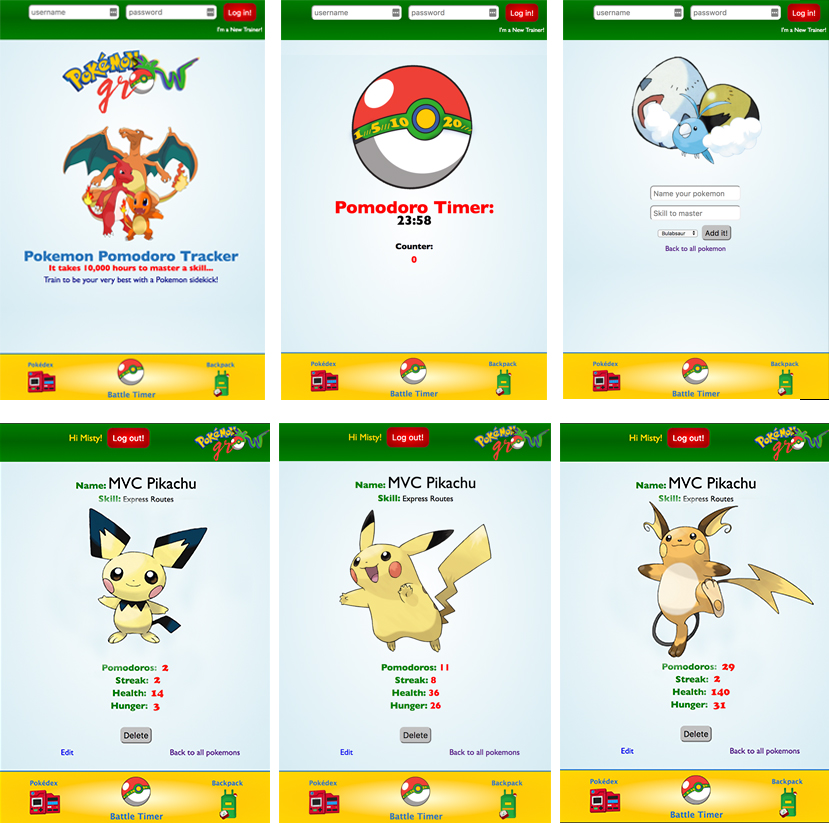 username
password
Log in!
I'm a New Trainer!
Pokémon
grow
Pokemon Pomodoro Tracker
It takes 10,000 hours to master a skill...
Train to be your very best with a Pokemon sidekick!
Pokédex
Battle Timer
Backpack
username
password
Log in!
I'm a New Trainer!
1 5 10 20
Pomodoro Timer:
23:58
Counter:
0
Pokédex
Battle Timer
Backpack
username
password
Log in!
I'm a New Trainer!
Name your pokemon
Skill to master
Bulabsaur
Add it!
Back to all pokemon
Pokédex
Battle Timer
Backpack
Hi Misty!
Log out!
Pokémon
grow
Name: MVC Pikachu
Skill: Express Routes
Pomodoros: 2
Streak: 2
Health: 14
Hunger: 3
Delete
Edit
Back to all pokemons
Pokédex
Battle Timer
Backpack
Hi Misty!
Log out!
Pokémon
grow
Name: MVC Pikachu
Skill: Express Routes
Pomodoros: 11
Streak: 8
Health: 36
Hunger: 26
Delete
Edit
Back to all pokemons
Pokédex
Battle Timer
Backpack
Hi Misty!
Log out!
Pokémon
grow
Name: MVC Pikachu
Skill: Express Routes
Pomodoros: 29
Streak: 2
Health: 140
Hunger: 31
Delete
Edit
Back to all pokemons
Pokédex
Battle Timer
Backpack